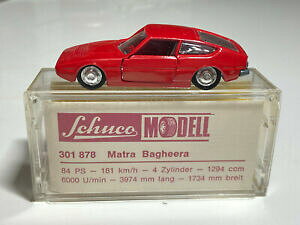 Schuco MODELL
301 878 Matra Bagheera
84 PS - 181 km/h - 4 Zylinder - 1294 ccm
6000 U/min - 3974 mm lang - 1734 mm breit